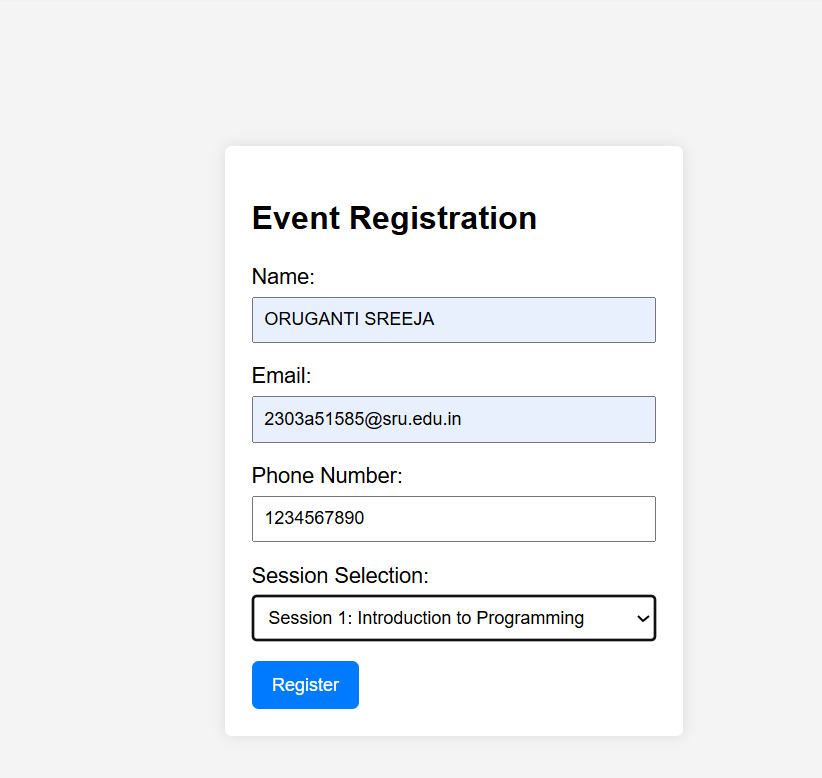 Event Registration
Name:
ORUGANTI SREEJA
Email:
2303a51585@sru.edu.in
Phone Number:
1234567890
Session Selection:
Session 1: Introduction to Programming
Register